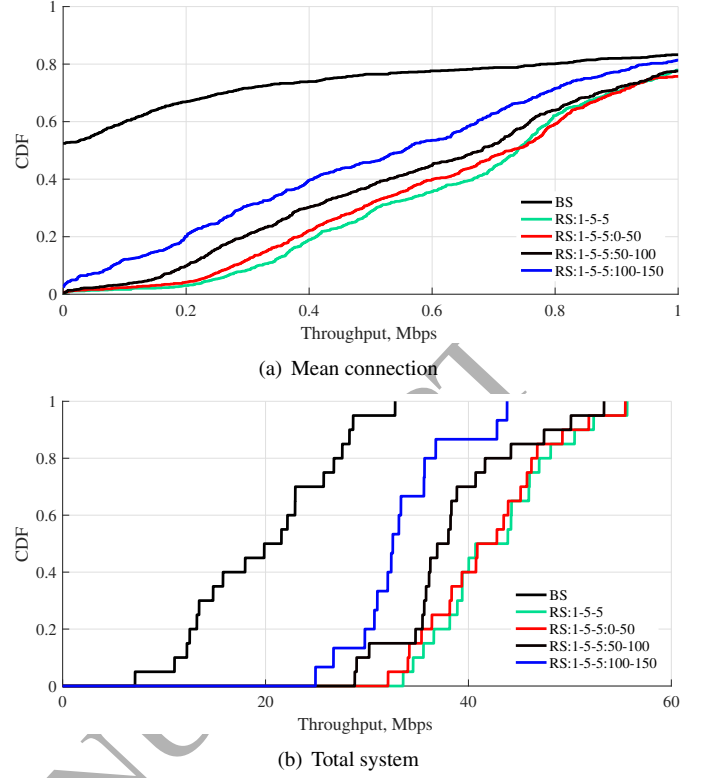 1
0.8
0.6
0.4
0.2
0
CDF
BS
RS:1-5-5
RS:1-5-5:0-50
RS:1-5-5:50-100
RS:1-5-5:100-150
0 0.2 0.4 0.6 0.8 1
Throughput, Mbps
(a) Mean connection
1
0.8
0.6
0.4
0.2
0
CDF
BS
RS:1-5-5
RS:1-5-5:0-50
RS:1-5-5:50-100
RS:1-5-5:100-150
0 20 40 60
Throughput, Mbps
(b) Total system